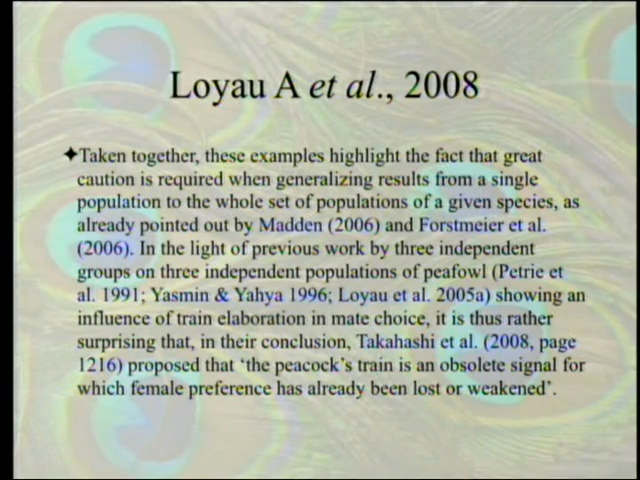 Loyau A et al., 2008
✦Taken together, these examples highlight the fact that great
caution is required when generalizing results from a single
population to the whole set of populations of a given species, as
already pointed out by Madden (2006) and Forstmeier et al.
(2006). In the light of previous work by three independent
groups on three independent populations of peafowl (Petrie et
al. 1991; Yasmin & Yahya 1996; Loyau et al. 2005a) showing an
influence of train elaboration in mate choice, it is thus rather
surprising that, in their conclusion, Takahashi et al. (2008, page
1216) proposed that ‘the peacock’s train is an obsolete signal for
which female preference has already been lost or weakened’.